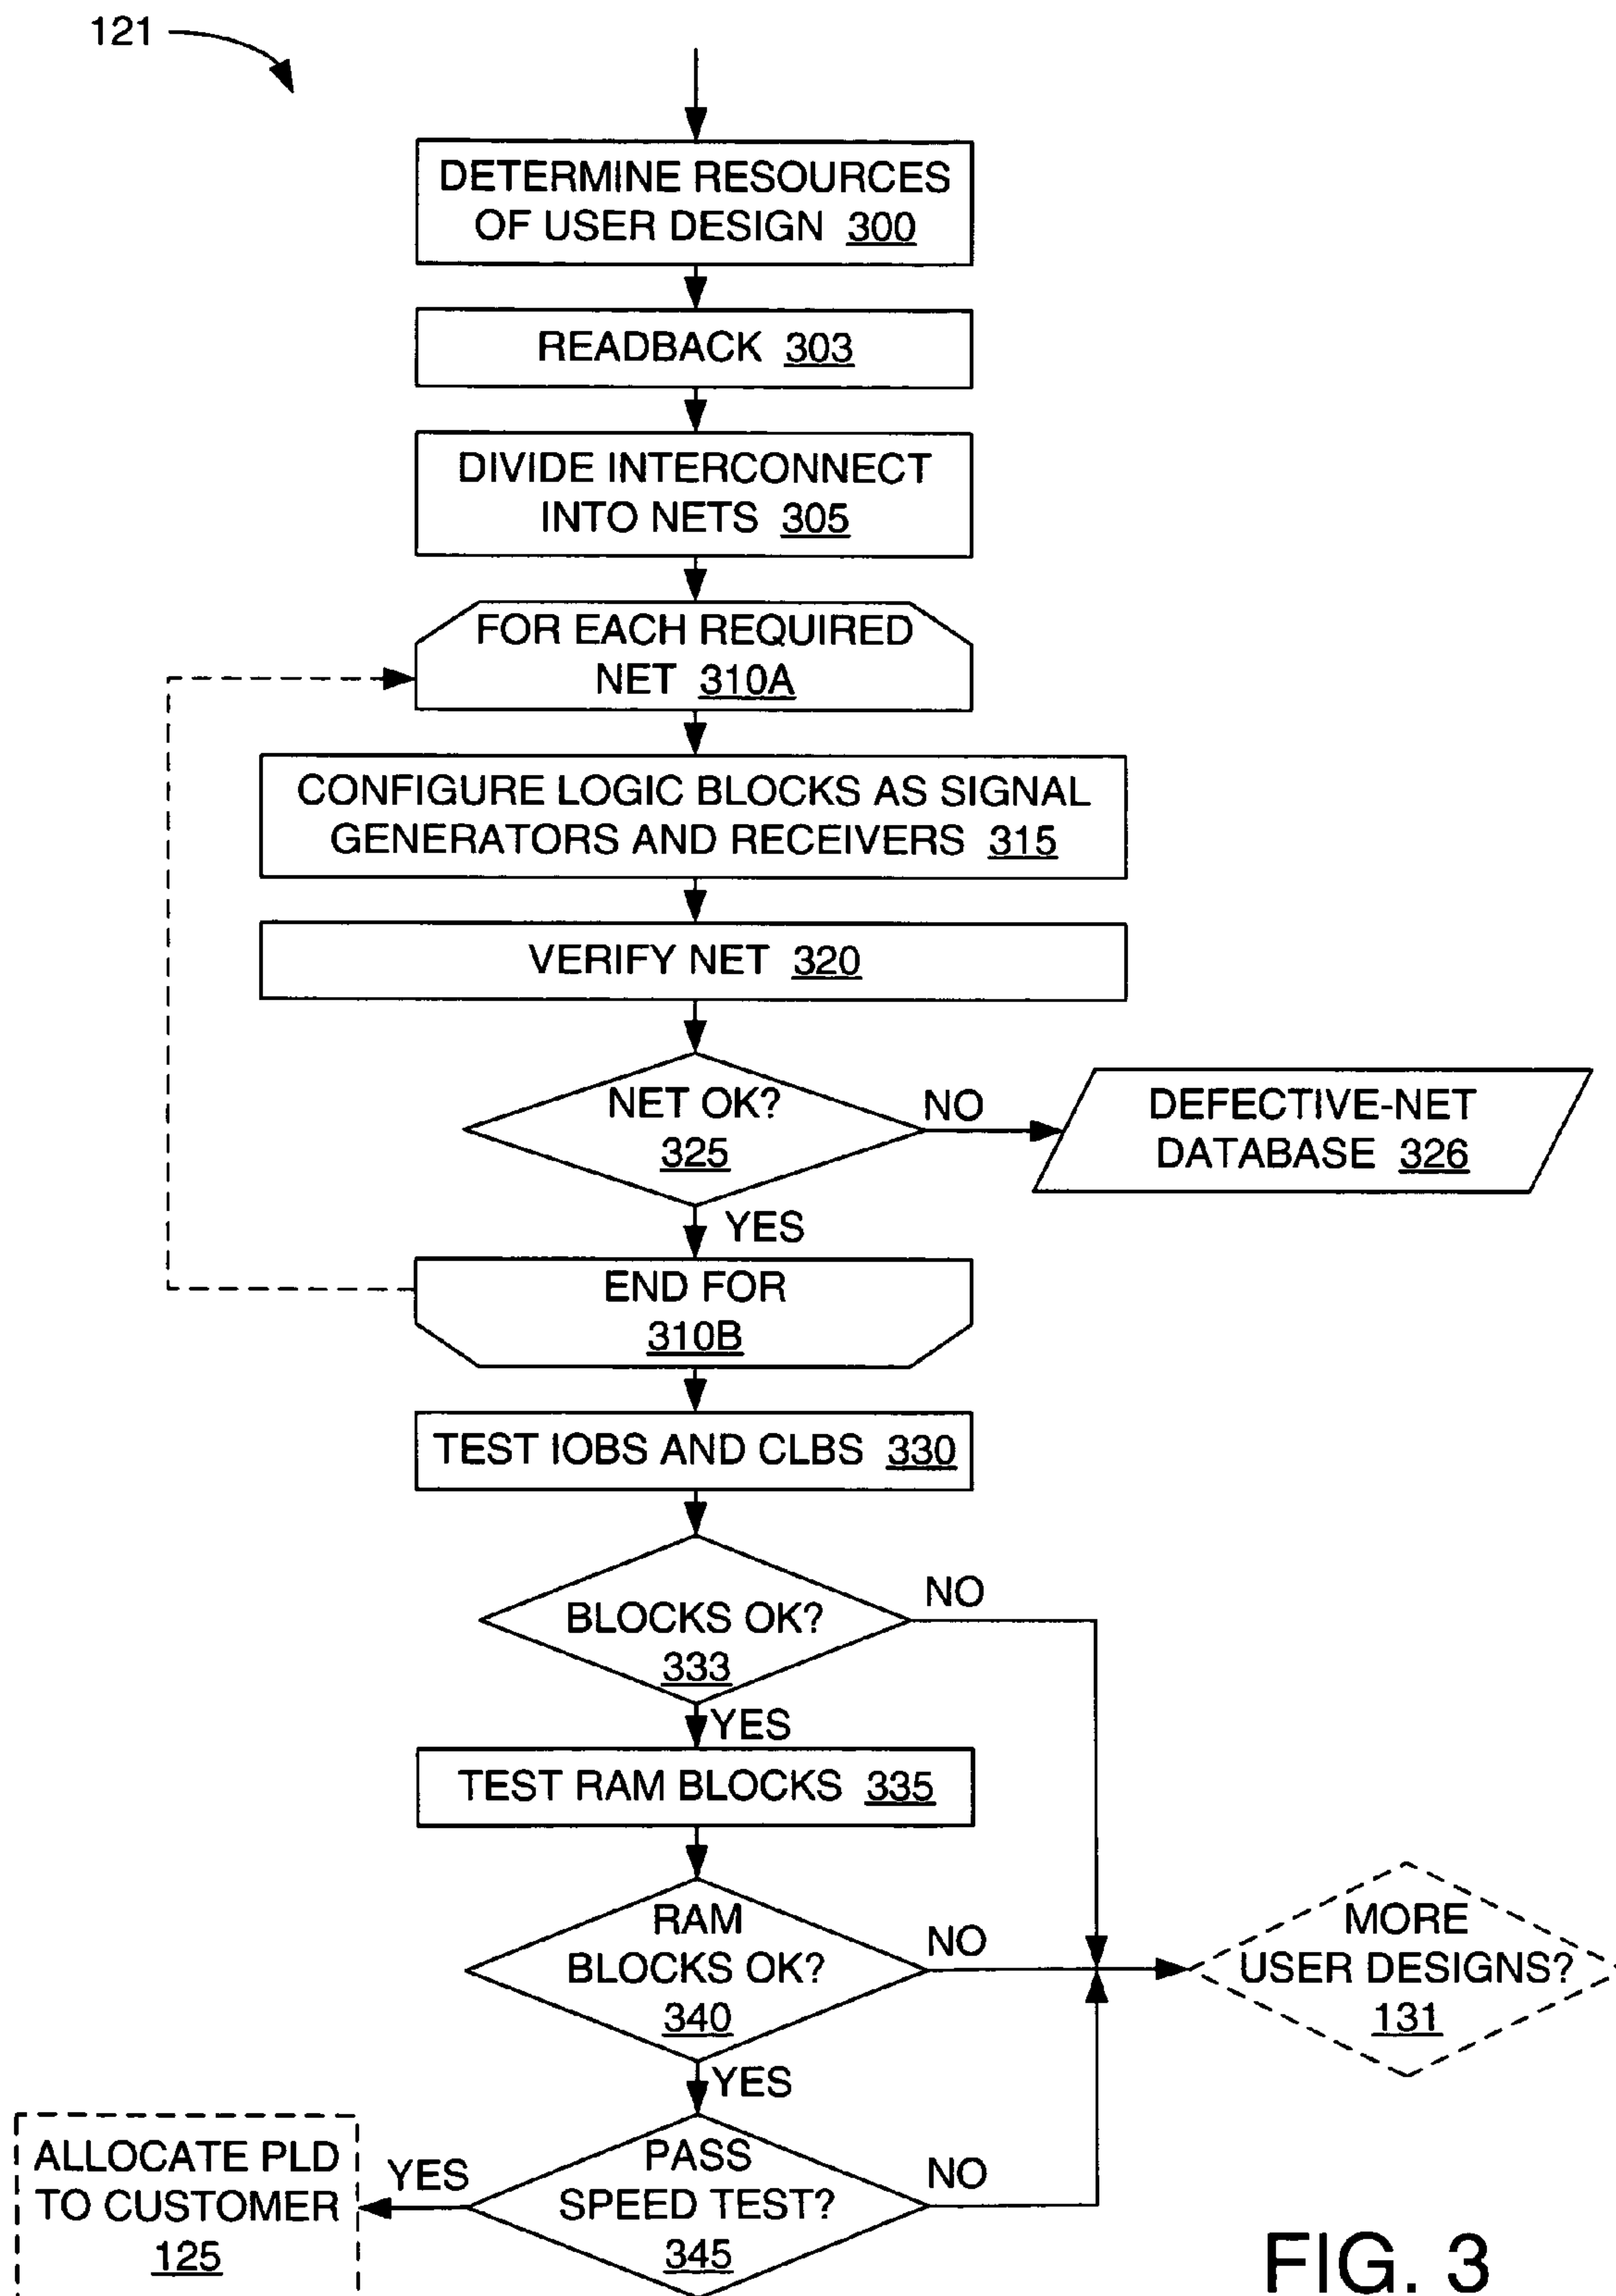 121
DETERMINE RESOURCES
OF USER DESIGN 300
READBACK 303
DIVIDE INTERCONNECT
INTO NETS 305
FOR EACH REQUIRED
NET 310A
CONFIGURE LOGIC BLOCKS AS SIGNAL
GENERATORS AND RECEIVERS 315
VERIFY NET 320
NET OK?
325
NO
DEFECTIVE-NET
DATABASE 326
YES
END FOR
310B
TEST IOBS AND CLBS 330
BLOCKS OK?
333
NO
YES
TEST RAM BLOCKS 335
RAM
BLOCKS OK?
340
NO
MORE
USER DESIGNS?
131
YES
PASS
SPEED TEST?
345
NO
YES
ALLOCATE PLD
TO CUSTOMER
125
FIG. 3